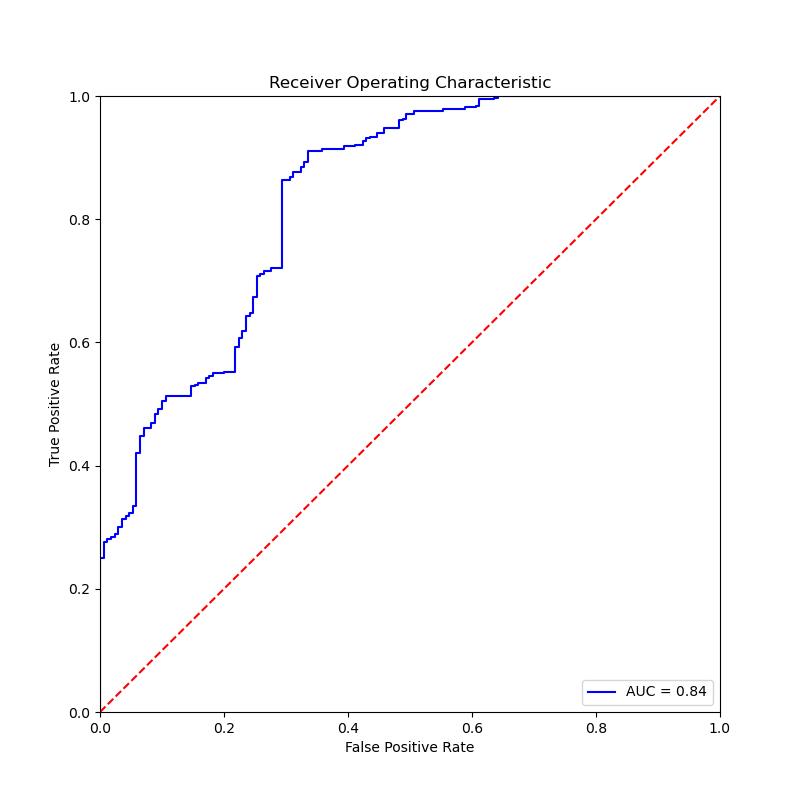 Receiver Operating Characteristic
1.0
0.8
0.6
0.4
0.2
0.0
True Positive Rate
AUC = 0.84
0.0 0.2 0.4 0.6 0.8 1.0
False Positive Rate